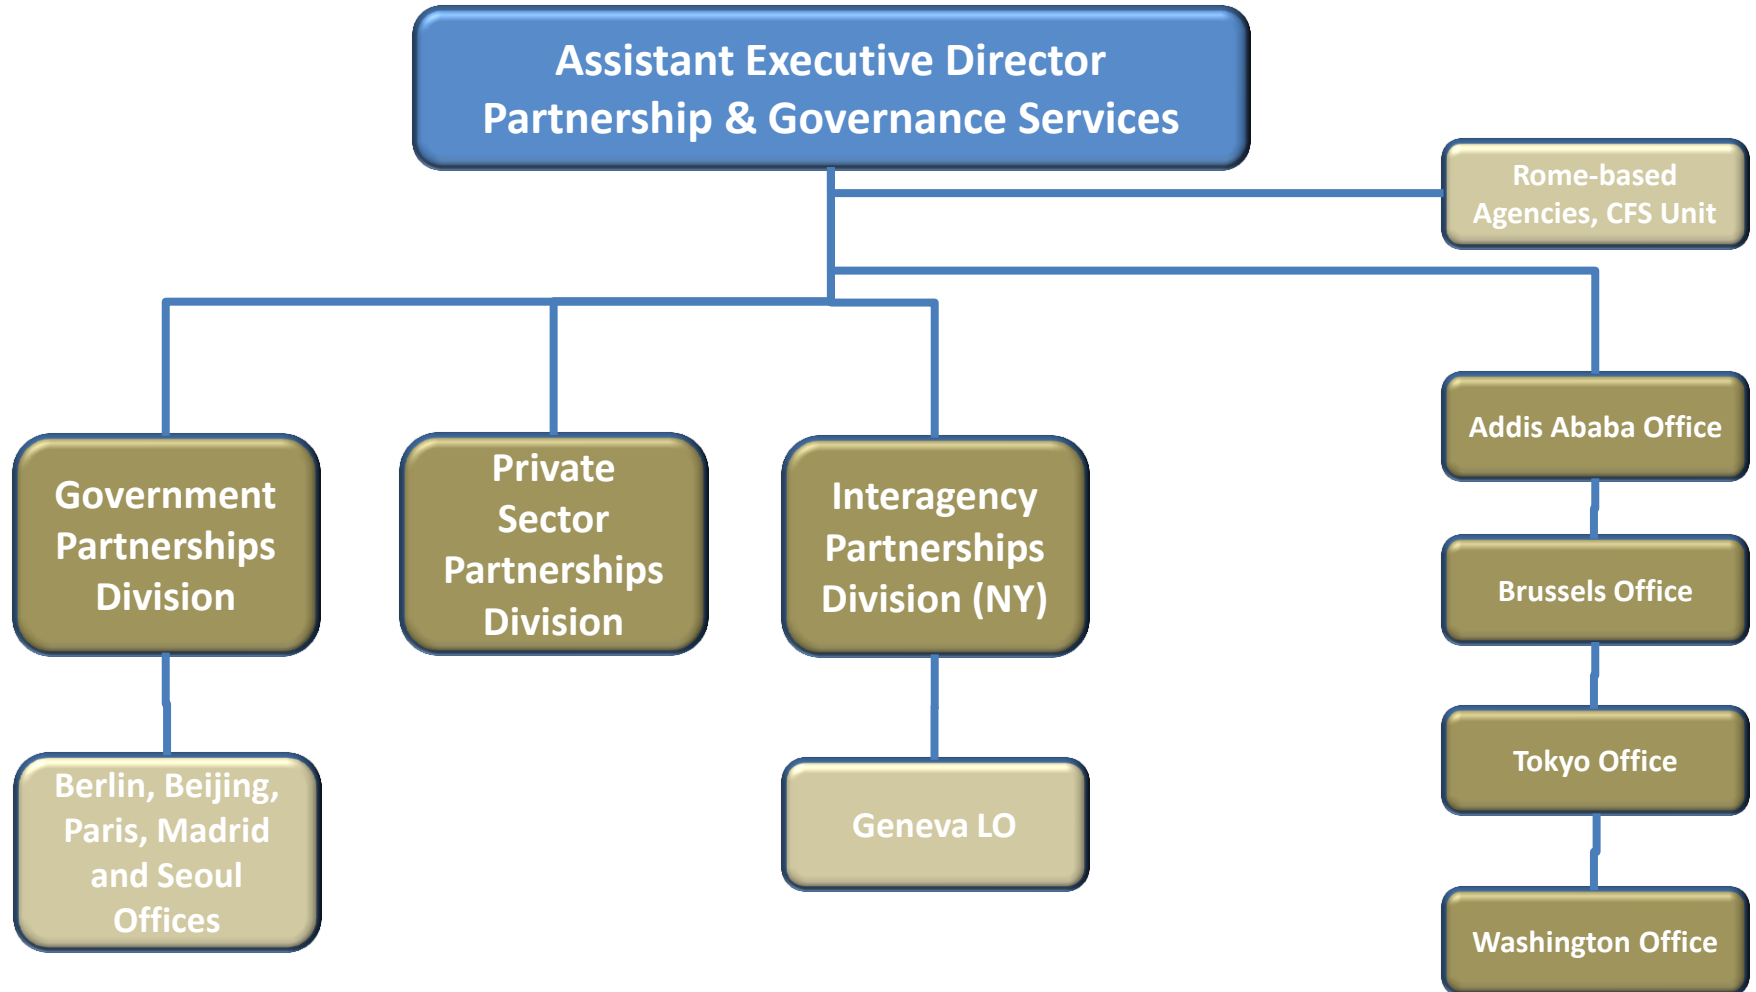 Assistant Executive Director
Partnership & Governance Services
Rome-based
Agencies, CFS Unit
Government
Partnerships
Division
Private
Sector
Partnerships
Division
Interagency
Partnerships
Division (NY)
Addis Ababa Office
Brussels Office
Tokyo Office
Washington Office
Berlin, Beijing,
Paris, Madrid
and Seoul
Offices
Geneva LO